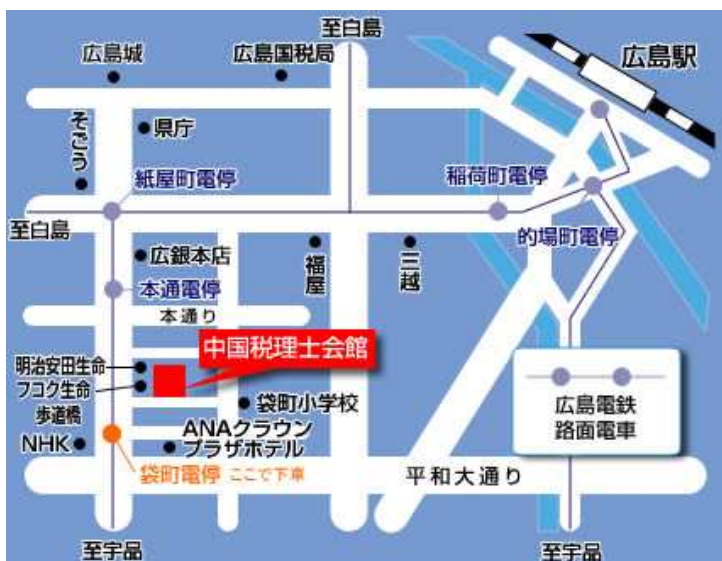 至白島
広島城
広島国税局
広島駅
そごう
県庁
紙屋町電停
稲荷町電停
至白島
的場町電停
広銀本店
福屋
三越
本通電停
本通り
中国税理士会館
明治安田生命
フコク生命
歩道橋
袋町小学校
広島電鉄
路面電車
NHK
ANAクラウン
プラザホテル
袋町電停 ここで下車
平和大通り
至宇品
至宇品